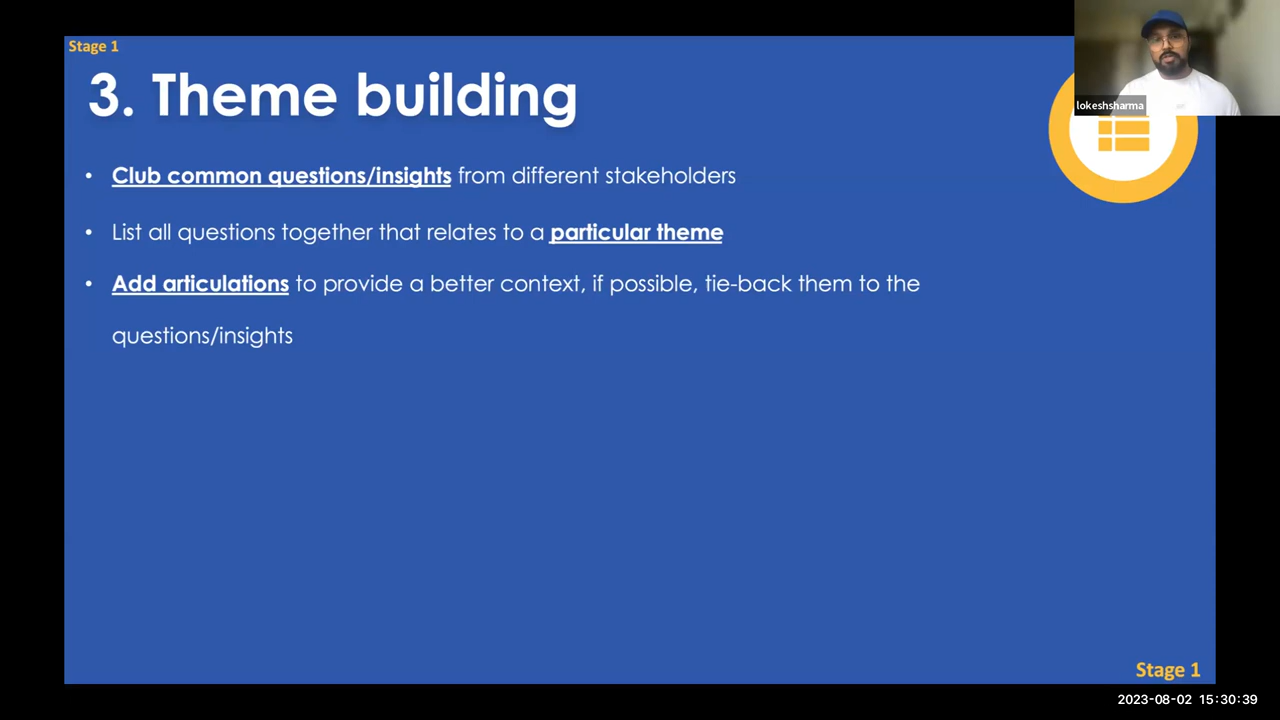 Stage 1
3. Theme building
lokeshsharma
• Club common questions/insights from different stakeholders
• List all questions together that relates to a particular theme
• Add articulations to provide a better context, if possible, tie-back them to the
questions/insights
Stage 1
2023-08-02 15:30:39